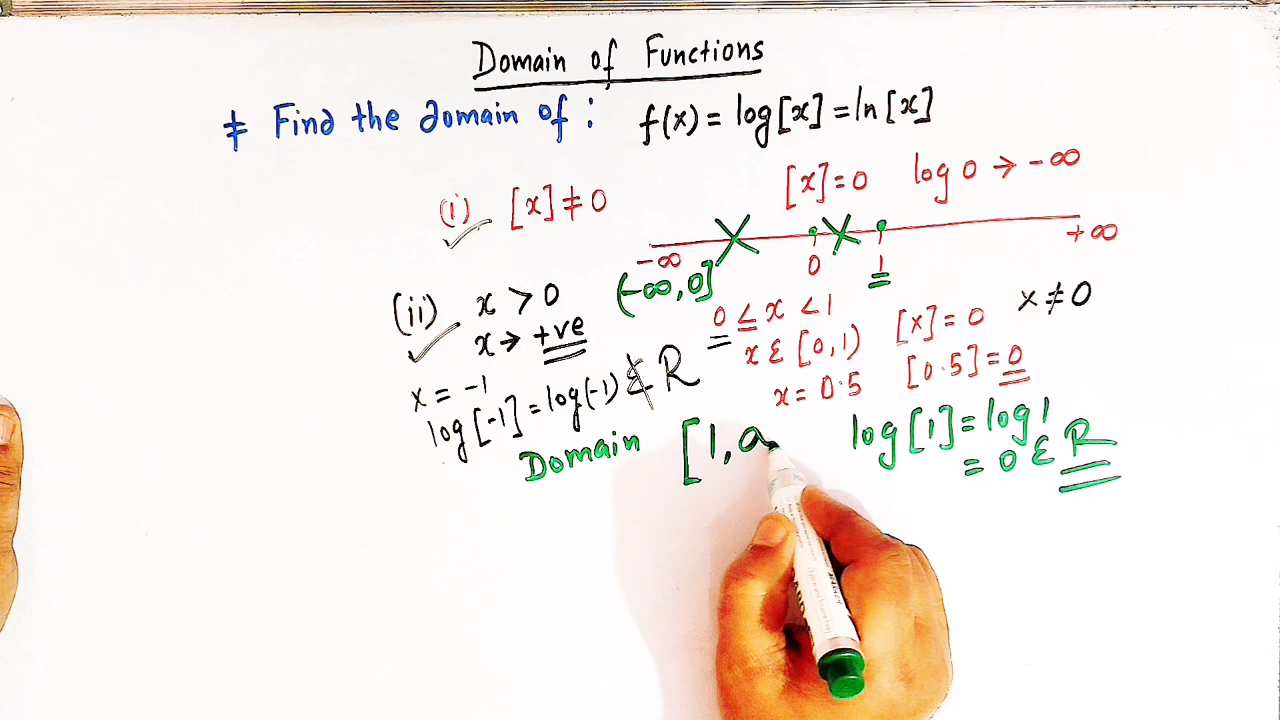 Domain of Functions
# Find the domain of : f(x) = log[x] = ln[x]
(i) [x] ≠ 0
[x] = 0 log 0 → -∞
-∞ 0 1 +∞
(-∞, 0]
(ii) x > 0
x → +ve
x = -1
log[-1] = log(-1) ∉ R
0 ≤ x < 1
x ε [0, 1) [x] = 0 x ≠ 0
x = 0.5 [0.5] = 0
Domain [1,
log[1] = log 1
= 0 ε R